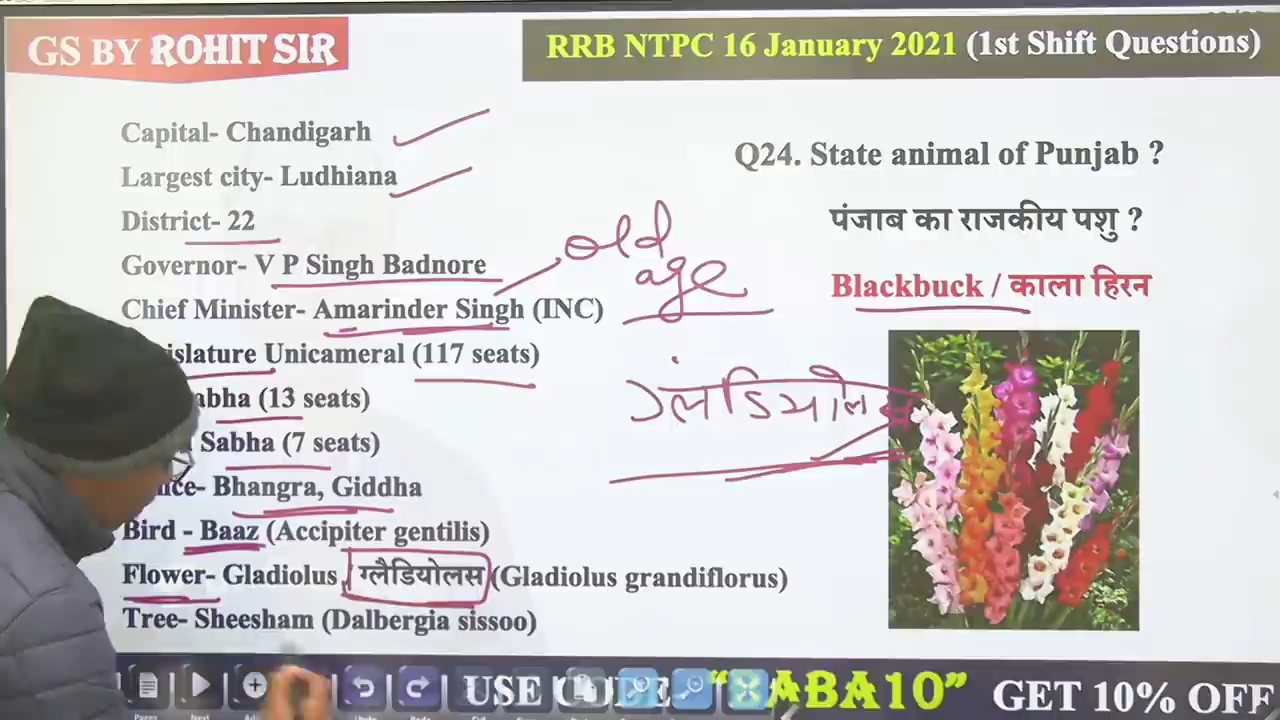 GS BY ROHIT SIR
RRB NTPC 16 January 2021 (1st Shift Questions)
Capital- Chandigarh
Largest city- Ludhiana
District- 22
Governor- V P Singh Badnore
Chief Minister- Amarinder Singh (INC)
Unicameral (117 seats)
(13 seats)
Sabha (7 seats)
Bhangra, Giddha
Bird - Baaz (Accipiter gentilis)
Flower- Gladiolus / ग्लैडियोलस (Gladiolus grandiflorus)
Tree- Sheesham (Dalbergia sissoo)
old
age
Q24. State animal of Punjab ?
पंजाब का राजकीय पशु ?
Blackbuck / काला हिरन
USE CODE
GET 10% OFF